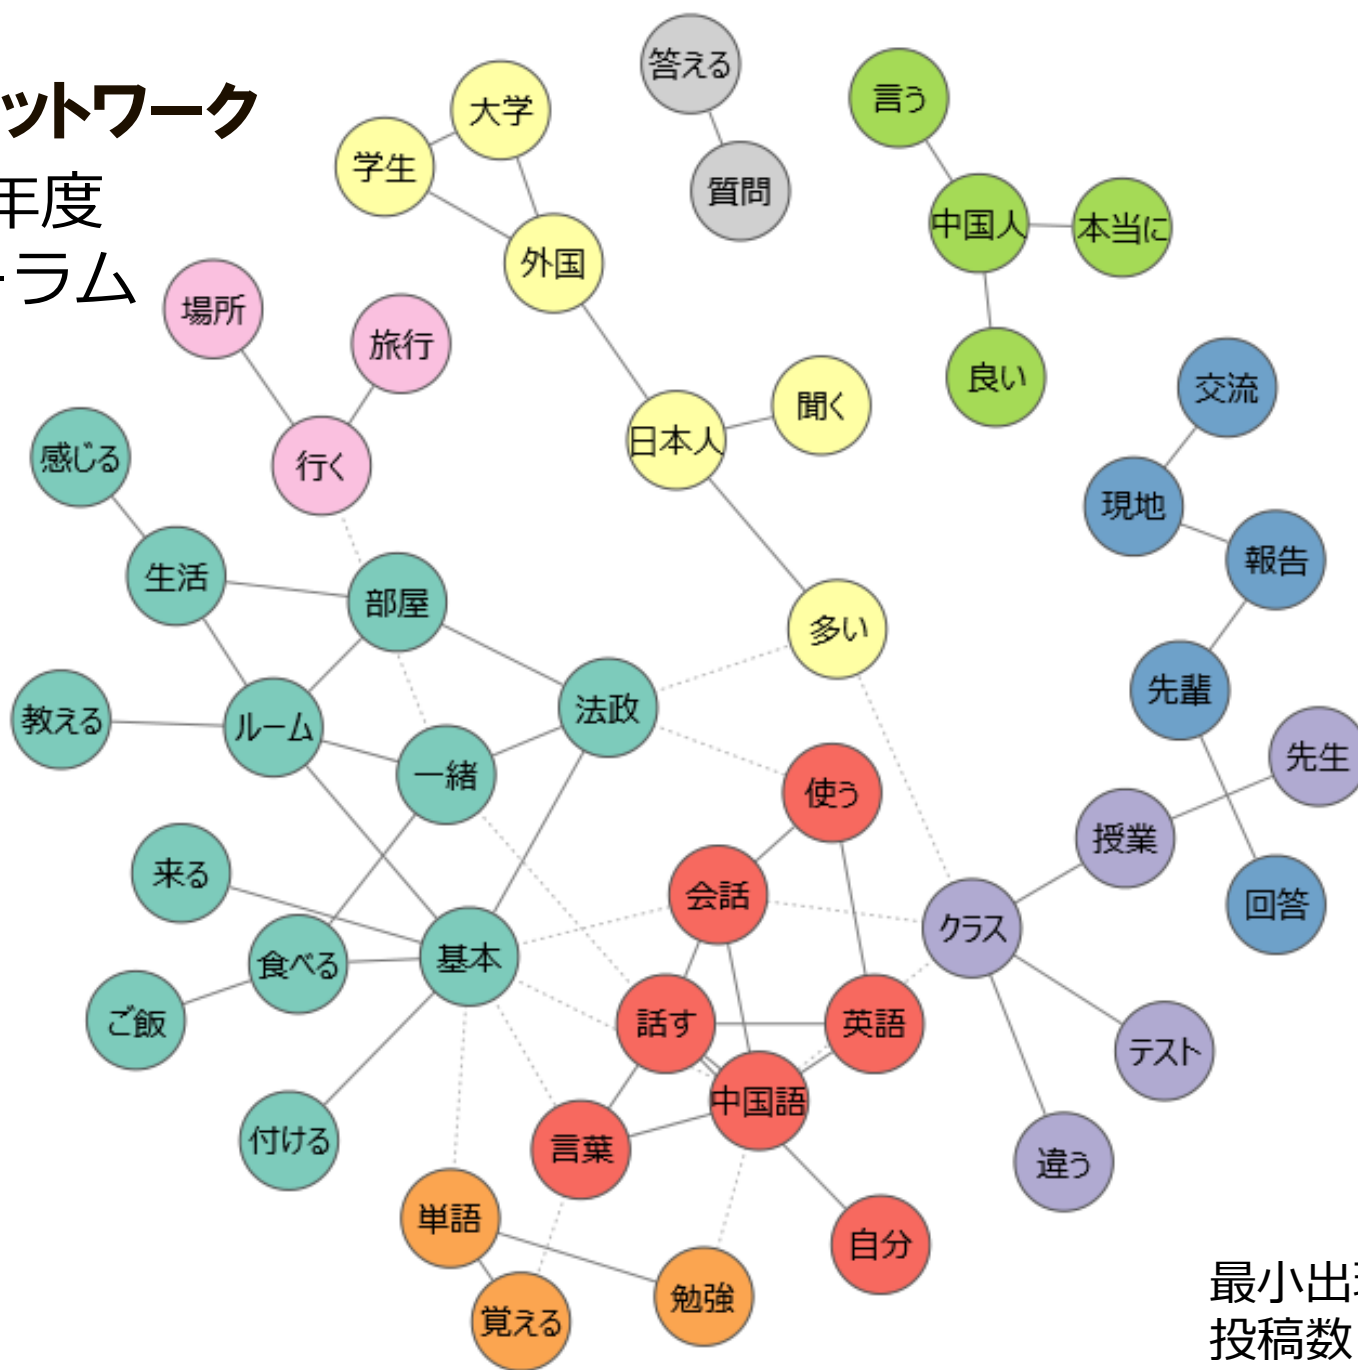 ットワーク
年度
ーラム
答える
言う
大学
学生
質問
中国人
本当に
外国
場所
旅行
良い
交流
聞く
日本人
感じる
行く
現地
報告
生活
部屋
多い
先輩
法政
教える
ルーム
先生
一緒
使う
授業
来る
会話
回答
クラス
基本
食べる
ご飯
話す
英語
テスト
中国語
付ける
言葉
違う
単語
自分
勉強
覚える
最小出
投稿数